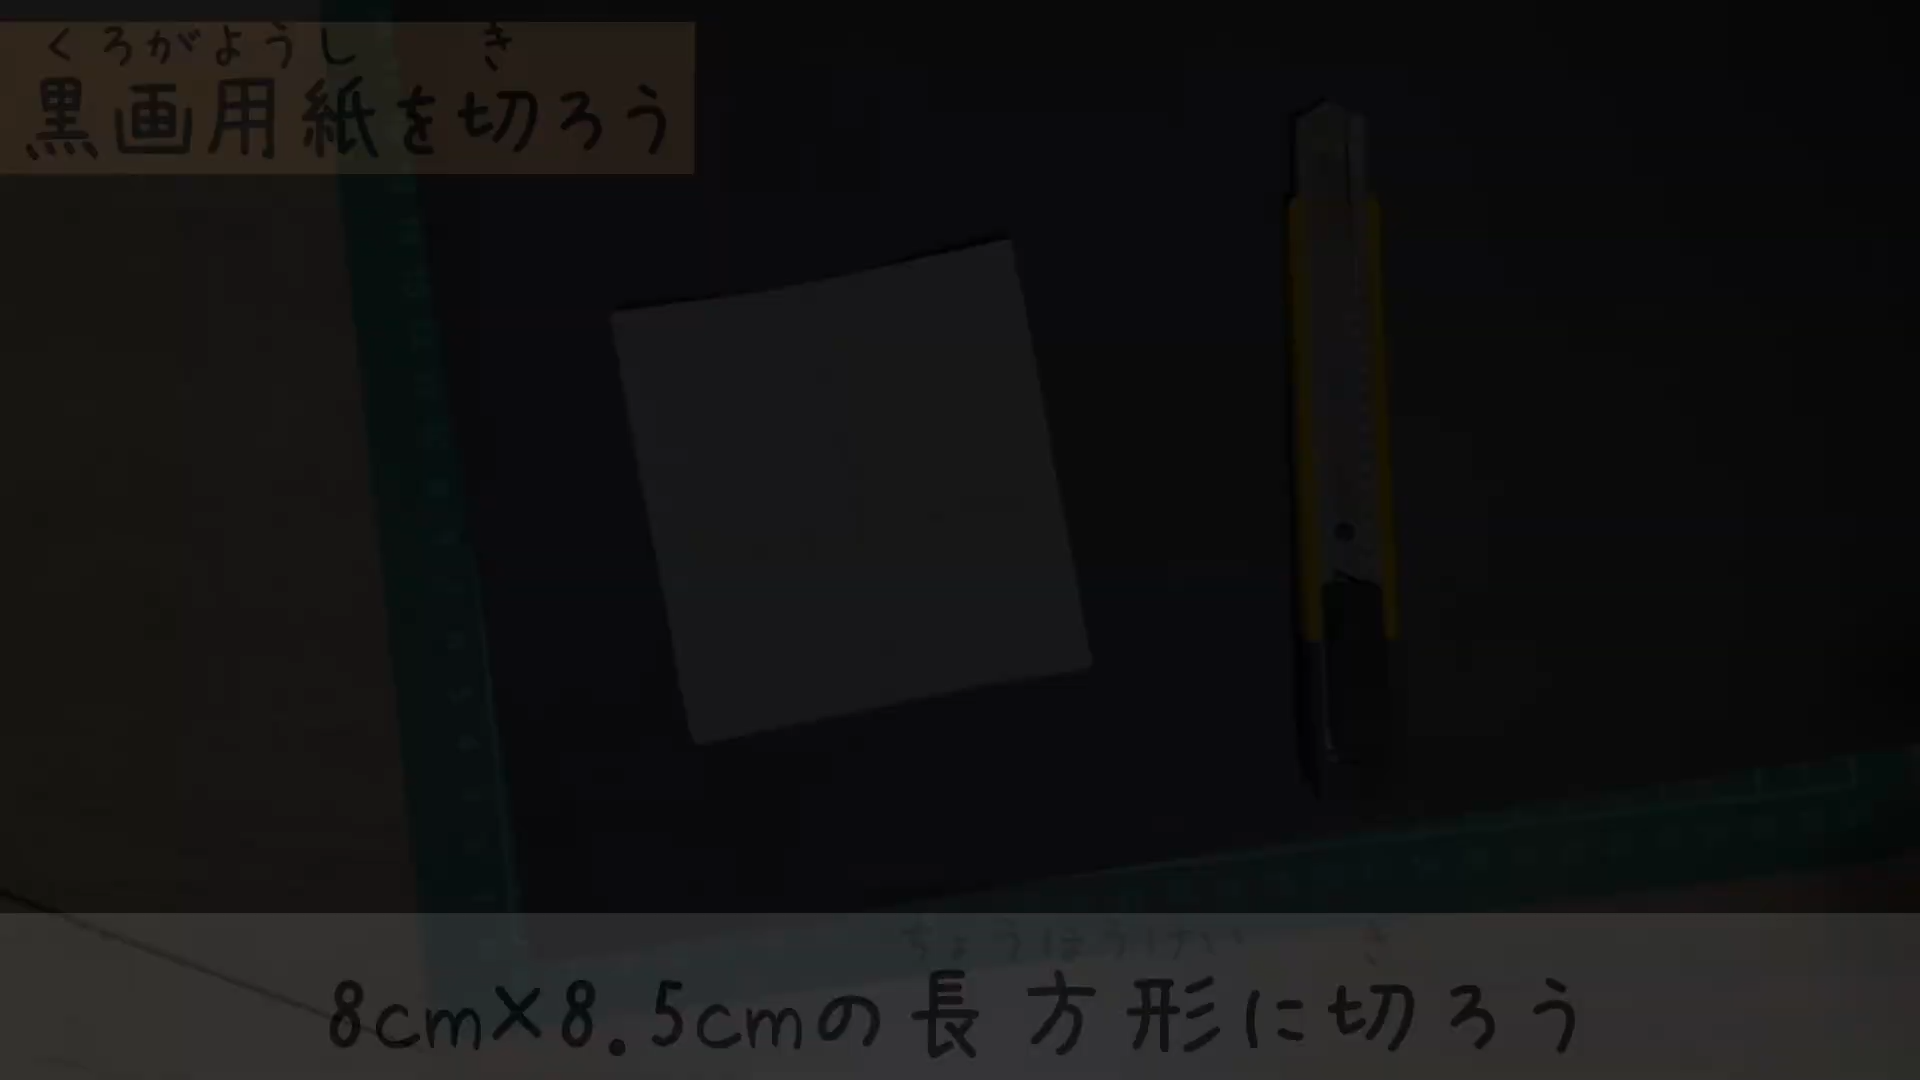 くろがようし き
黒画用紙を切ろう
ちょうほうけい き
8cm×8.5cmの長方形に切ろう